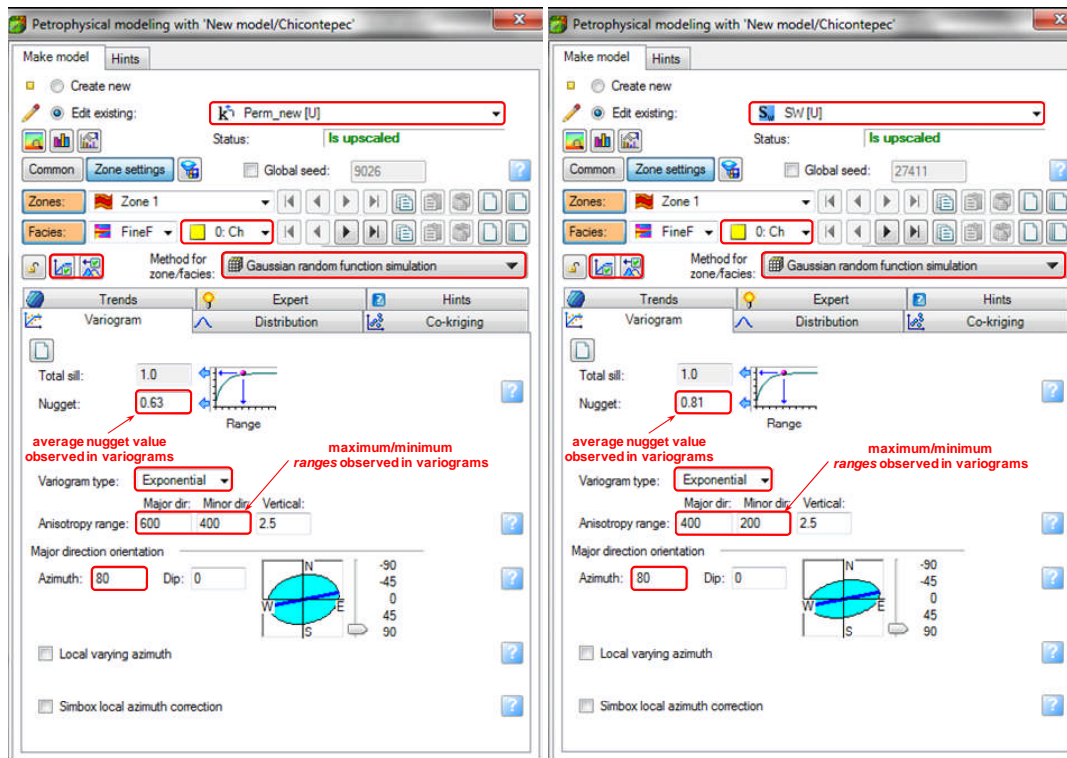 Petrophysical modeling with 'New model/Chicontepec'
Make model Hints
Create new
Edit existing: Perm_new [U]
Status: Is upscaled
Common Zone settings Global seed: 9026
Zones: Zone 1
Facies: FineF 0: Ch
Method for
zone/facies: Gaussian random function simulation
Trends Expert Hints
Variogram Distribution Co-kriging
Total sill: 1.0
Nugget: 0.63
Range
average nugget value
observed in variograms
maximum/minimum
ranges observed in variograms
Variogram type: Exponential
Major dir: Minor dir: Vertical:
Anisotropy range: 600 400 2.5
Major direction orientation
Azimuth: 80 Dip: 0
N
W E
S
-90
-45
0
45
90
Local varying azimuth
Simbox local azimuth correction
Petrophysical modeling with 'New model/Chicontepec'
Make model Hints
Create new
Edit existing: SW [U]
Status: Is upscaled
Common Zone settings Global seed: 27411
Zones: Zone 1
Facies: FineF 0: Ch
Method for
zone/facies: Gaussian random function simulation
Trends Expert Hints
Variogram Distribution Co-kriging
Total sill: 1.0
Nugget: 0.81
Range
average nugget value
observed in variograms
maximum/minimum
ranges observed in variograms
Variogram type: Exponential
Major dir: Minor dir: Vertical:
Anisotropy range: 400 200 2.5
Major direction orientation
Azimuth: 80 Dip: 0
N
W E
S
-90
-45
0
45
90
Local varying azimuth
Simbox local azimuth correction